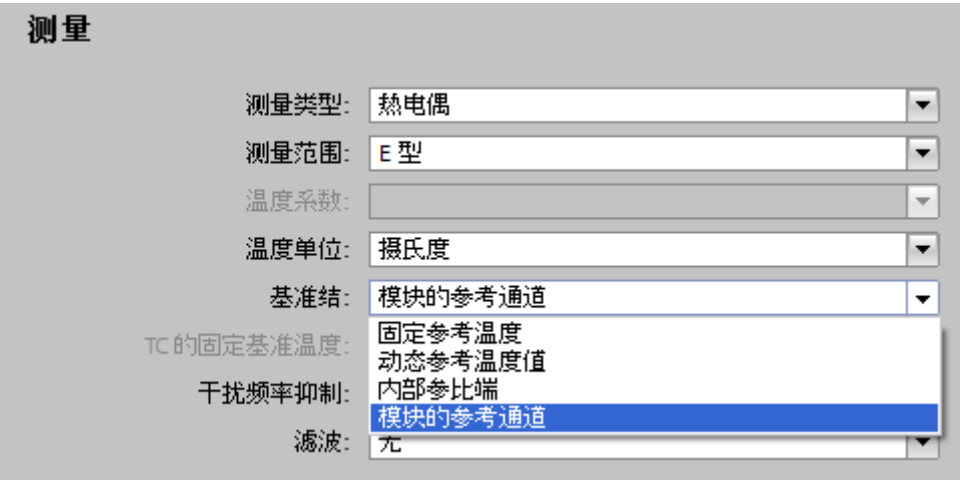 测量
测量类型: 热电偶
测量范围: E 型
温度系数:
温度单位: 摄氏度
基准结: 模块的参考通道
固定参考温度
TC 的固定基准温度:
动态参考温度值
干扰频率抑制: 内部参比端
模块的参考通道
滤波: 无